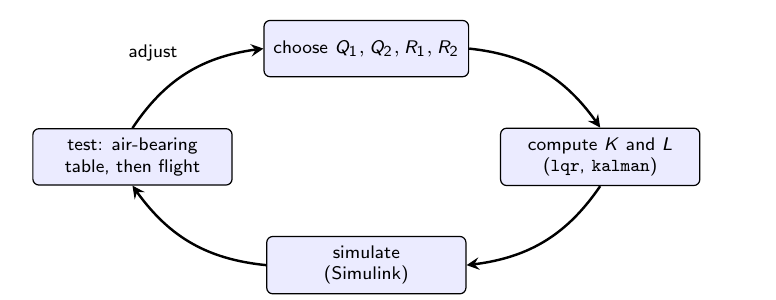 adjust
choose Q₁, Q₂, R₁, R₂
test: air-bearing
table, then flight
compute K and L
(lqr, kalman)
simulate
(Simulink)